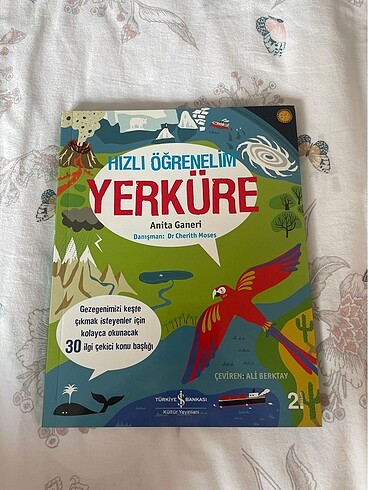 HIZLI ÖĞRENELİM
YERKÜRE
Anita Ganeri
Danışman: Dr Cherith Moses
Gezegenimizi keşfe
çıkmak isteyenler için
kolayca okunacak
30 ilgi çekici konu başlığı
ÇEVİREN: ALİ BERKTAY
TÜRKİYE İŞ BANKASI
Kültür Yayınları
2.